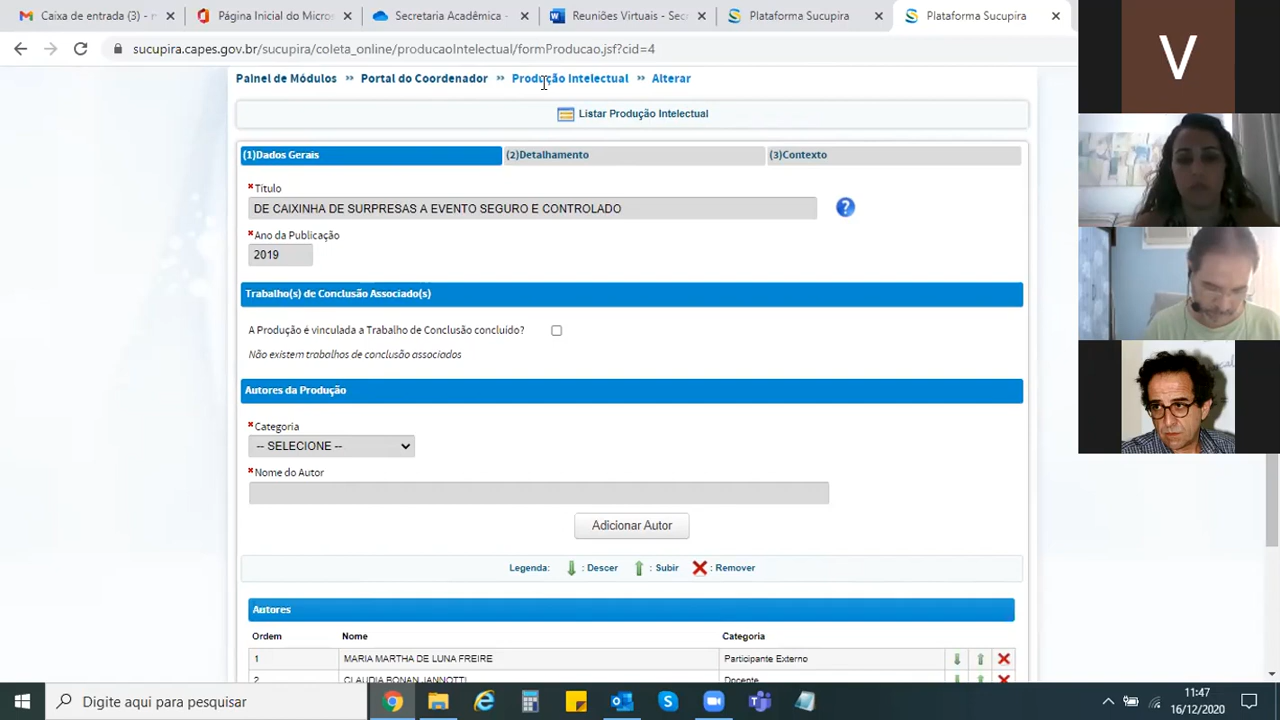 Caixa de entrada (3) - m
Página Inicial do Micros
Secretaria Acadêmica -
Reuniões Virtuais - Sec
Plataforma Sucupira
Plataforma Sucupira
sucupira.capes.gov.br/sucupira/coleta_online/producaoIntelectual/formProducao.jsf?cid=4
Painel de Módulos » Portal do Coordenador » Produção Intelectual » Alterar
Listar Produção Intelectual
(1)Dados Gerais (2)Detalhamento (3)Contexto
* Título
DE CAIXINHA DE SURPRESAS A EVENTO SEGURO E CONTROLADO
* Ano da Publicação
2019
Trabalho(s) de Conclusão Associado(s)
A Produção é vinculada a Trabalho de Conclusão concluído?
Não existem trabalhos de conclusão associados
Autores da Produção
* Categoria
-- SELECIONE --
* Nome do Autor
Adicionar Autor
Legenda: : Descer : Subir : Remover
Autores
Ordem Nome Categoria
1 MARIA MARTHA DE LUNA FREIRE Participante Externo
2 CLAUDIA BONAN JANNOTTI Docente
V
Digite aqui para pesquisar
11:47
16/12/2020